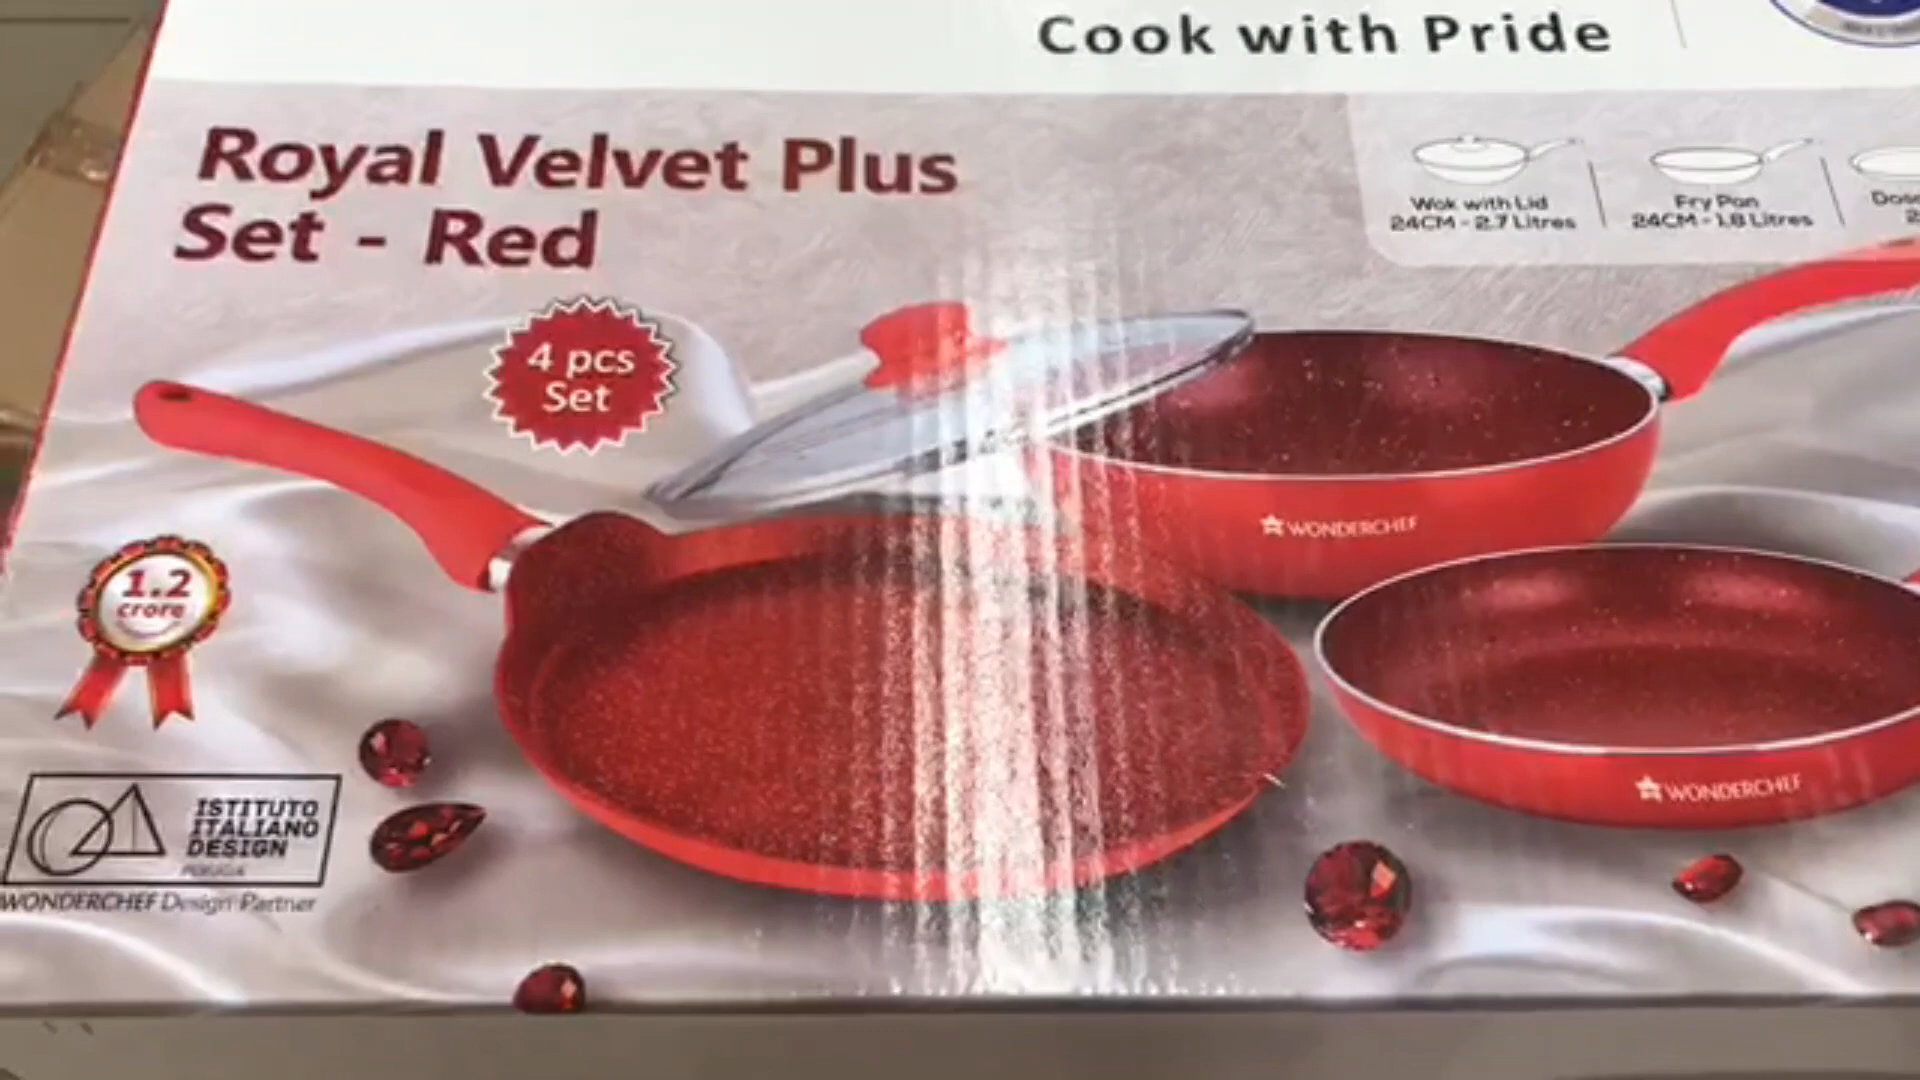 Cook with Pride
Royal Velvet Plus
Set - Red
Wok with Lid
24CM - 2.7 Litres
Fry Pan
24CM - 1.8 Litres
4 pcs
Set
WONDERCHEF
WONDERCHEF
1.2
crore
ISTITUTO
ITALIANO
DESIGN
WONDERCHEF Design Partner